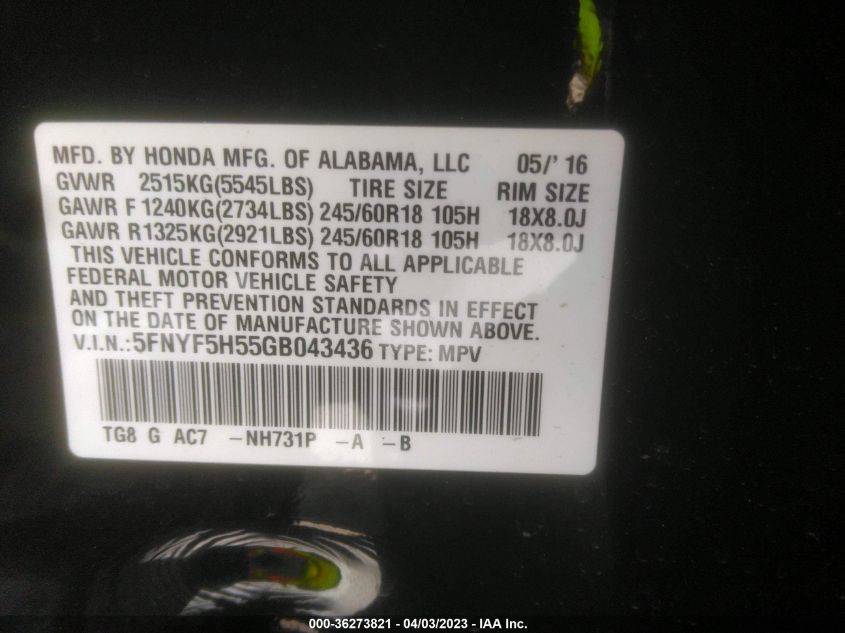 MFD. BY HONDA MFG. OF ALABAMA, LLC 05/' 16
GVWR 2515KG(5545LBS) TIRE SIZE RIM SIZE
GAWR F 1240KG(2734LBS) 245/60R18 105H 18X8.0J
GAWR R1325KG(2921LBS) 245/60R18 105H 18X8.0J
THIS VEHICLE CONFORMS TO ALL APPLICABLE
FEDERAL MOTOR VEHICLE SAFETY
AND THEFT PREVENTION STANDARDS IN EFFECT
ON THE DATE OF MANUFACTURE SHOWN ABOVE.
V.I.N.:5FNYF5H55GB043436 TYPE: MPV
TG8 G AC7 -NH731P -A -B
000-36273821 - 04/03/2023 - IAA Inc.